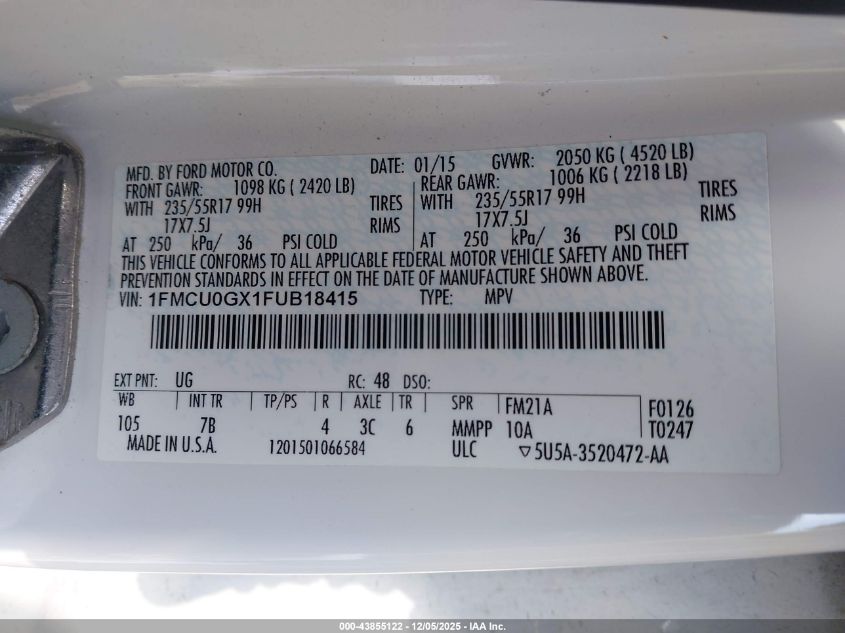 MFD. BY FORD MOTOR CO. DATE: 01/15 GVWR: 2050 KG ( 4520 LB)
FRONT GAWR: 1098 KG ( 2420 LB) REAR GAWR: 1006 KG ( 2218 LB)
WITH 235/55R17 99H TIRES WITH 235/55R17 99H TIRES
17X7.5J RIMS 17X7.5J RIMS
AT 250 kPa/ 36 PSI COLD AT 250 kPa/ 36 PSI COLD
THIS VEHICLE CONFORMS TO ALL APPLICABLE FEDERAL MOTOR VEHICLE SAFETY AND THEFT
PREVENTION STANDARDS IN EFFECT ON THE DATE OF MANUFACTURE SHOWN ABOVE.
VIN: 1FMCU0GX1FUB18415 TYPE: MPV
EXT PNT: UG RC: 48 DSO:
WB INT TR TP/PS R AXLE TR SPR FM21A F0126
105 7B 4 3C 6 MMPP 10A T0247
MADE IN U.S.A. 1201501066584 ULC ▽5U5A-3520472-AA
000-43855122 - 12/05/2025 - IAA Inc.